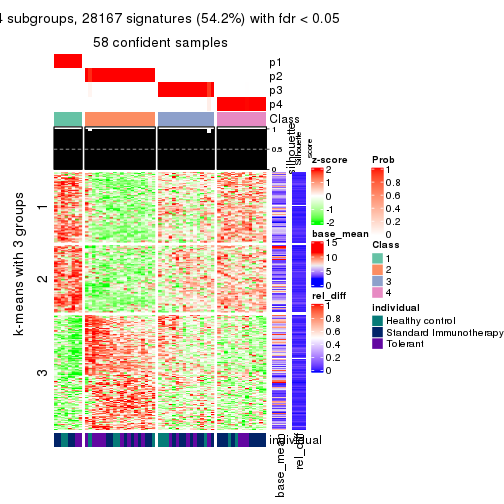 4 subgroups, 28167 signatures (54.2%) with fdr < 0.05
58 confident samples
p1
p2
p3
p4
Class
1
0.5
0
silhouette
Silhouette
score
k-means with 3 groups
1
2
3
individual
base_mean
rel_diff
z-score
2
1
0
-1
-2
base_mean
15
10
5
0
rel_diff
1
0.8
0.6
0.4
0.2
0
Prob
1
0.8
0.6
0.4
0.2
0
Class
1
2
3
4
individual
Healthy control
Standard Immunotherapy
Tolerant